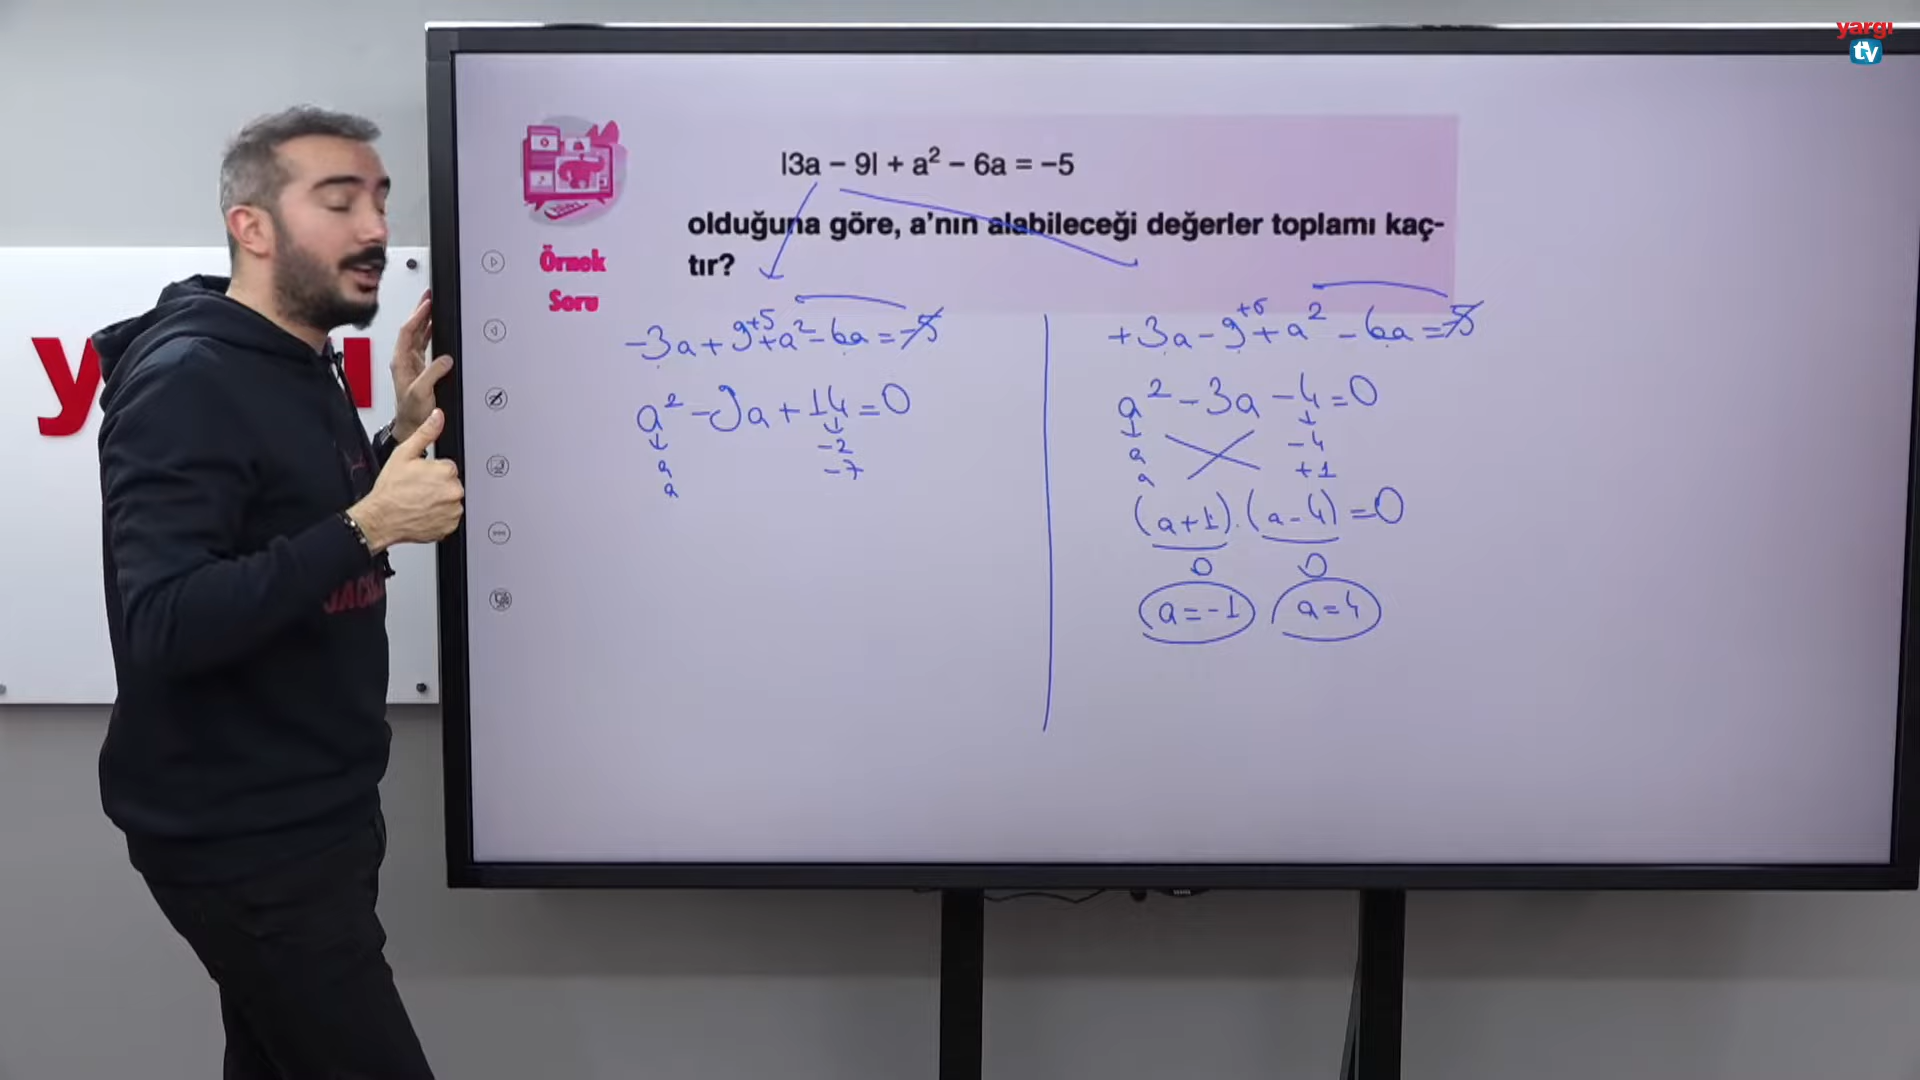 yargı
tv
|3a – 9| + a² – 6a = –5
olduğuna göre, a'nın alabileceği değerler toplamı kaç-
tır?
Örnek
Soru
-3a+9+5+a²-6a=-5
a²-9a+14=0
a -2
a -7
+3a-9+5+a²-6a=-5
a²-3a-4=0
a -4
a +1
(a+1).(a-4)=0
0 0
a=-1 a=4